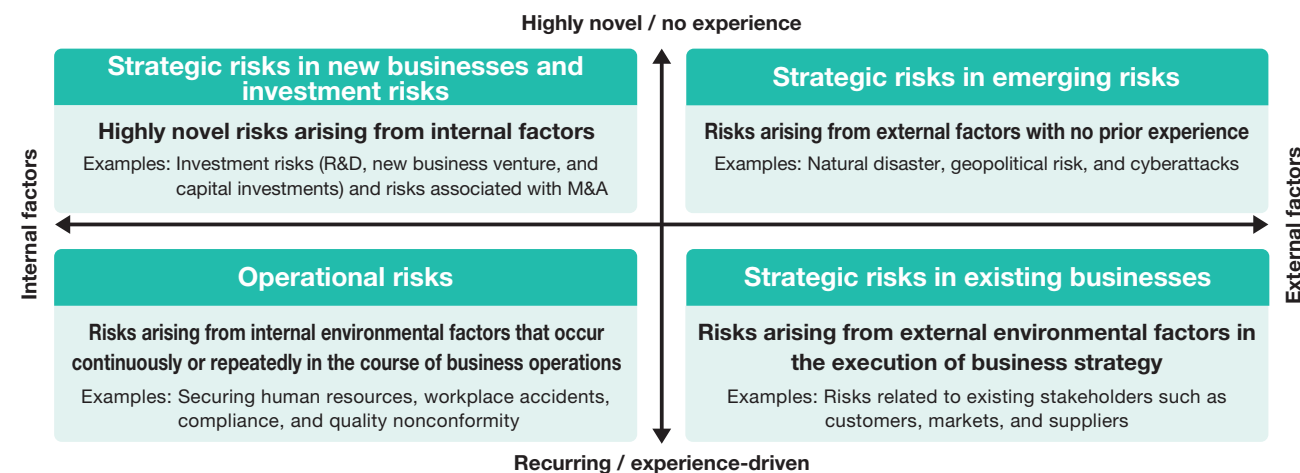 Highly novel / no experience
Strategic risks in new businesses and
investment risks
Highly novel risks arising from internal factors
Examples: Investment risks (R&D, new business venture, and
capital investments) and risks associated with M&A
Strategic risks in emerging risks
Risks arising from external factors with no prior experience
Examples: Natural disaster, geopolitical risk, and cyberattacks
Internal factors
External factors
Operational risks
Risks arising from internal environmental factors that occur
continuously or repeatedly in the course of business operations
Examples: Securing human resources, workplace accidents,
compliance, and quality nonconformity
Strategic risks in existing businesses
Risks arising from external environmental factors in
the execution of business strategy
Examples: Risks related to existing stakeholders such as
customers, markets, and suppliers
Recurring / experience-driven